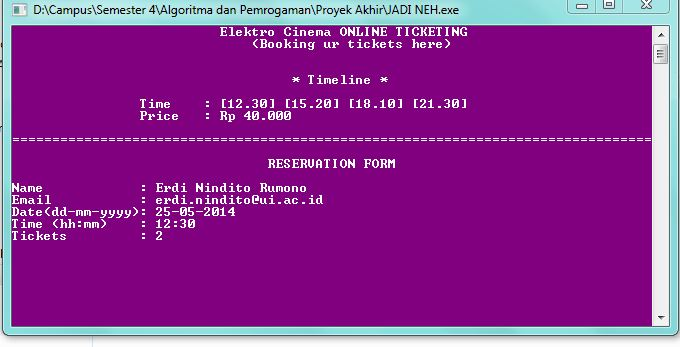 D:\Campus\Semester 4\Algoritma dan Pemrogaman\Proyek Akhir\JADI NEH.exe
Elektro Cinema ONLINE TICKETING
(Booking ur tickets here)
* Timeline *
Time : [12.30] [15.20] [18.10] [21.30]
Price : Rp 40.000
================================================================================
RESERVATION FORM
Name : Erdi Nindito Rumono
Email : erdi.nindito@ui.ac.id
Date(dd-mm-yyyy): 25-05-2014
Time (hh:mm) : 12:30
Tickets : 2